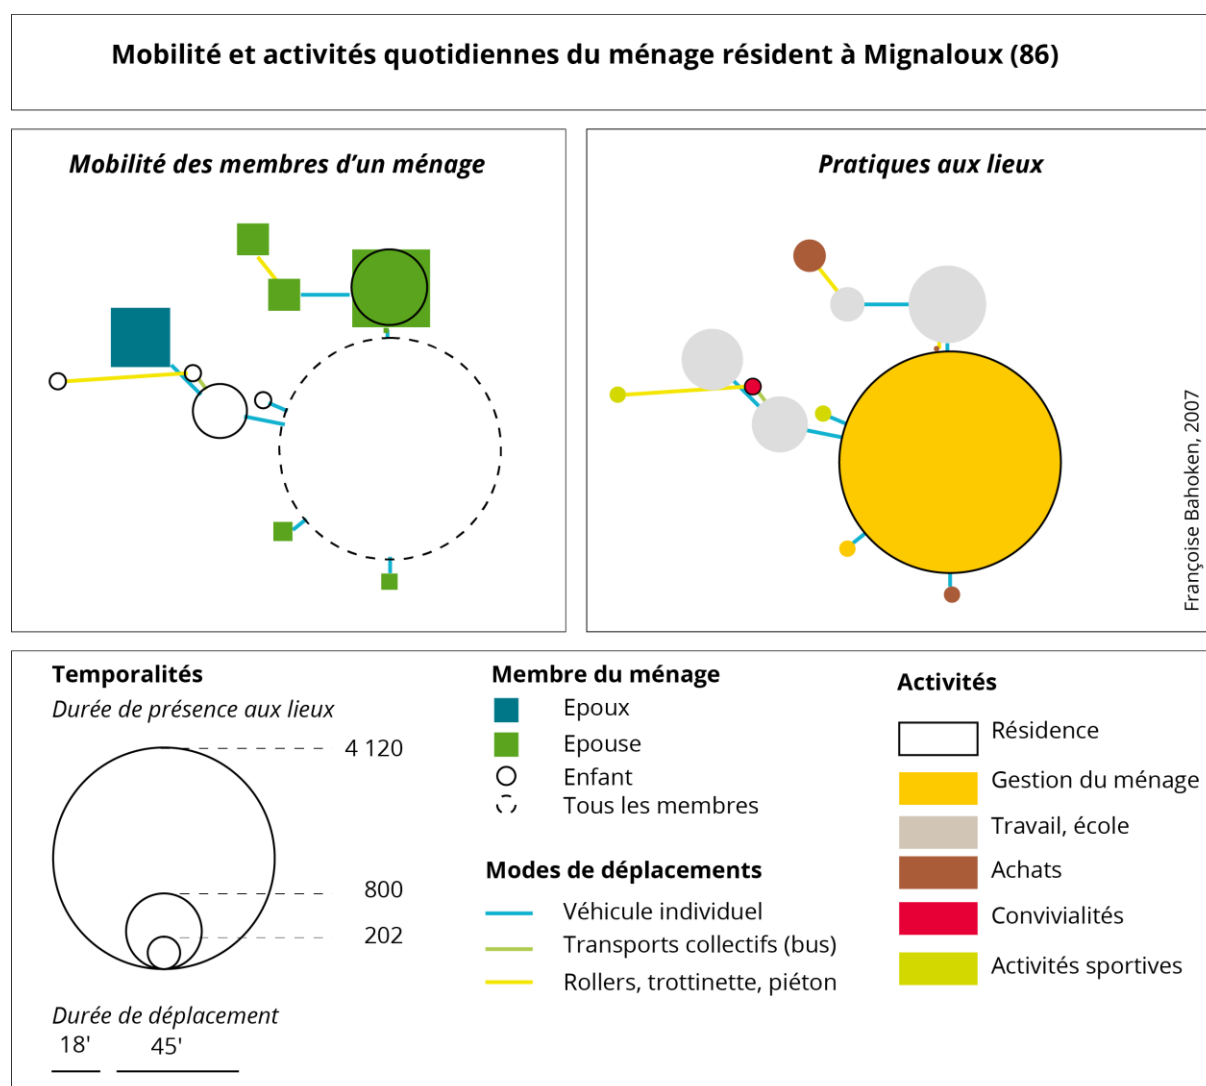 Mobilité et activités quotidiennes du ménage résident à Mignaloux (86)
Mobilité des membres d'un ménage
Pratiques aux lieux
Françoise Bahoken, 2007
Temporalités
Durée de présence aux lieux
4 120
800
202
Durée de déplacement
18'
45'
Membre du ménage
Epoux
Epouse
Enfant
Tous les membres
Modes de déplacements
Véhicule individuel
Transports collectifs (bus)
Rollers, trottinette, piéton
Activités
Résidence
Gestion du ménage
Travail, école
Achats
Convivialités
Activités sportives